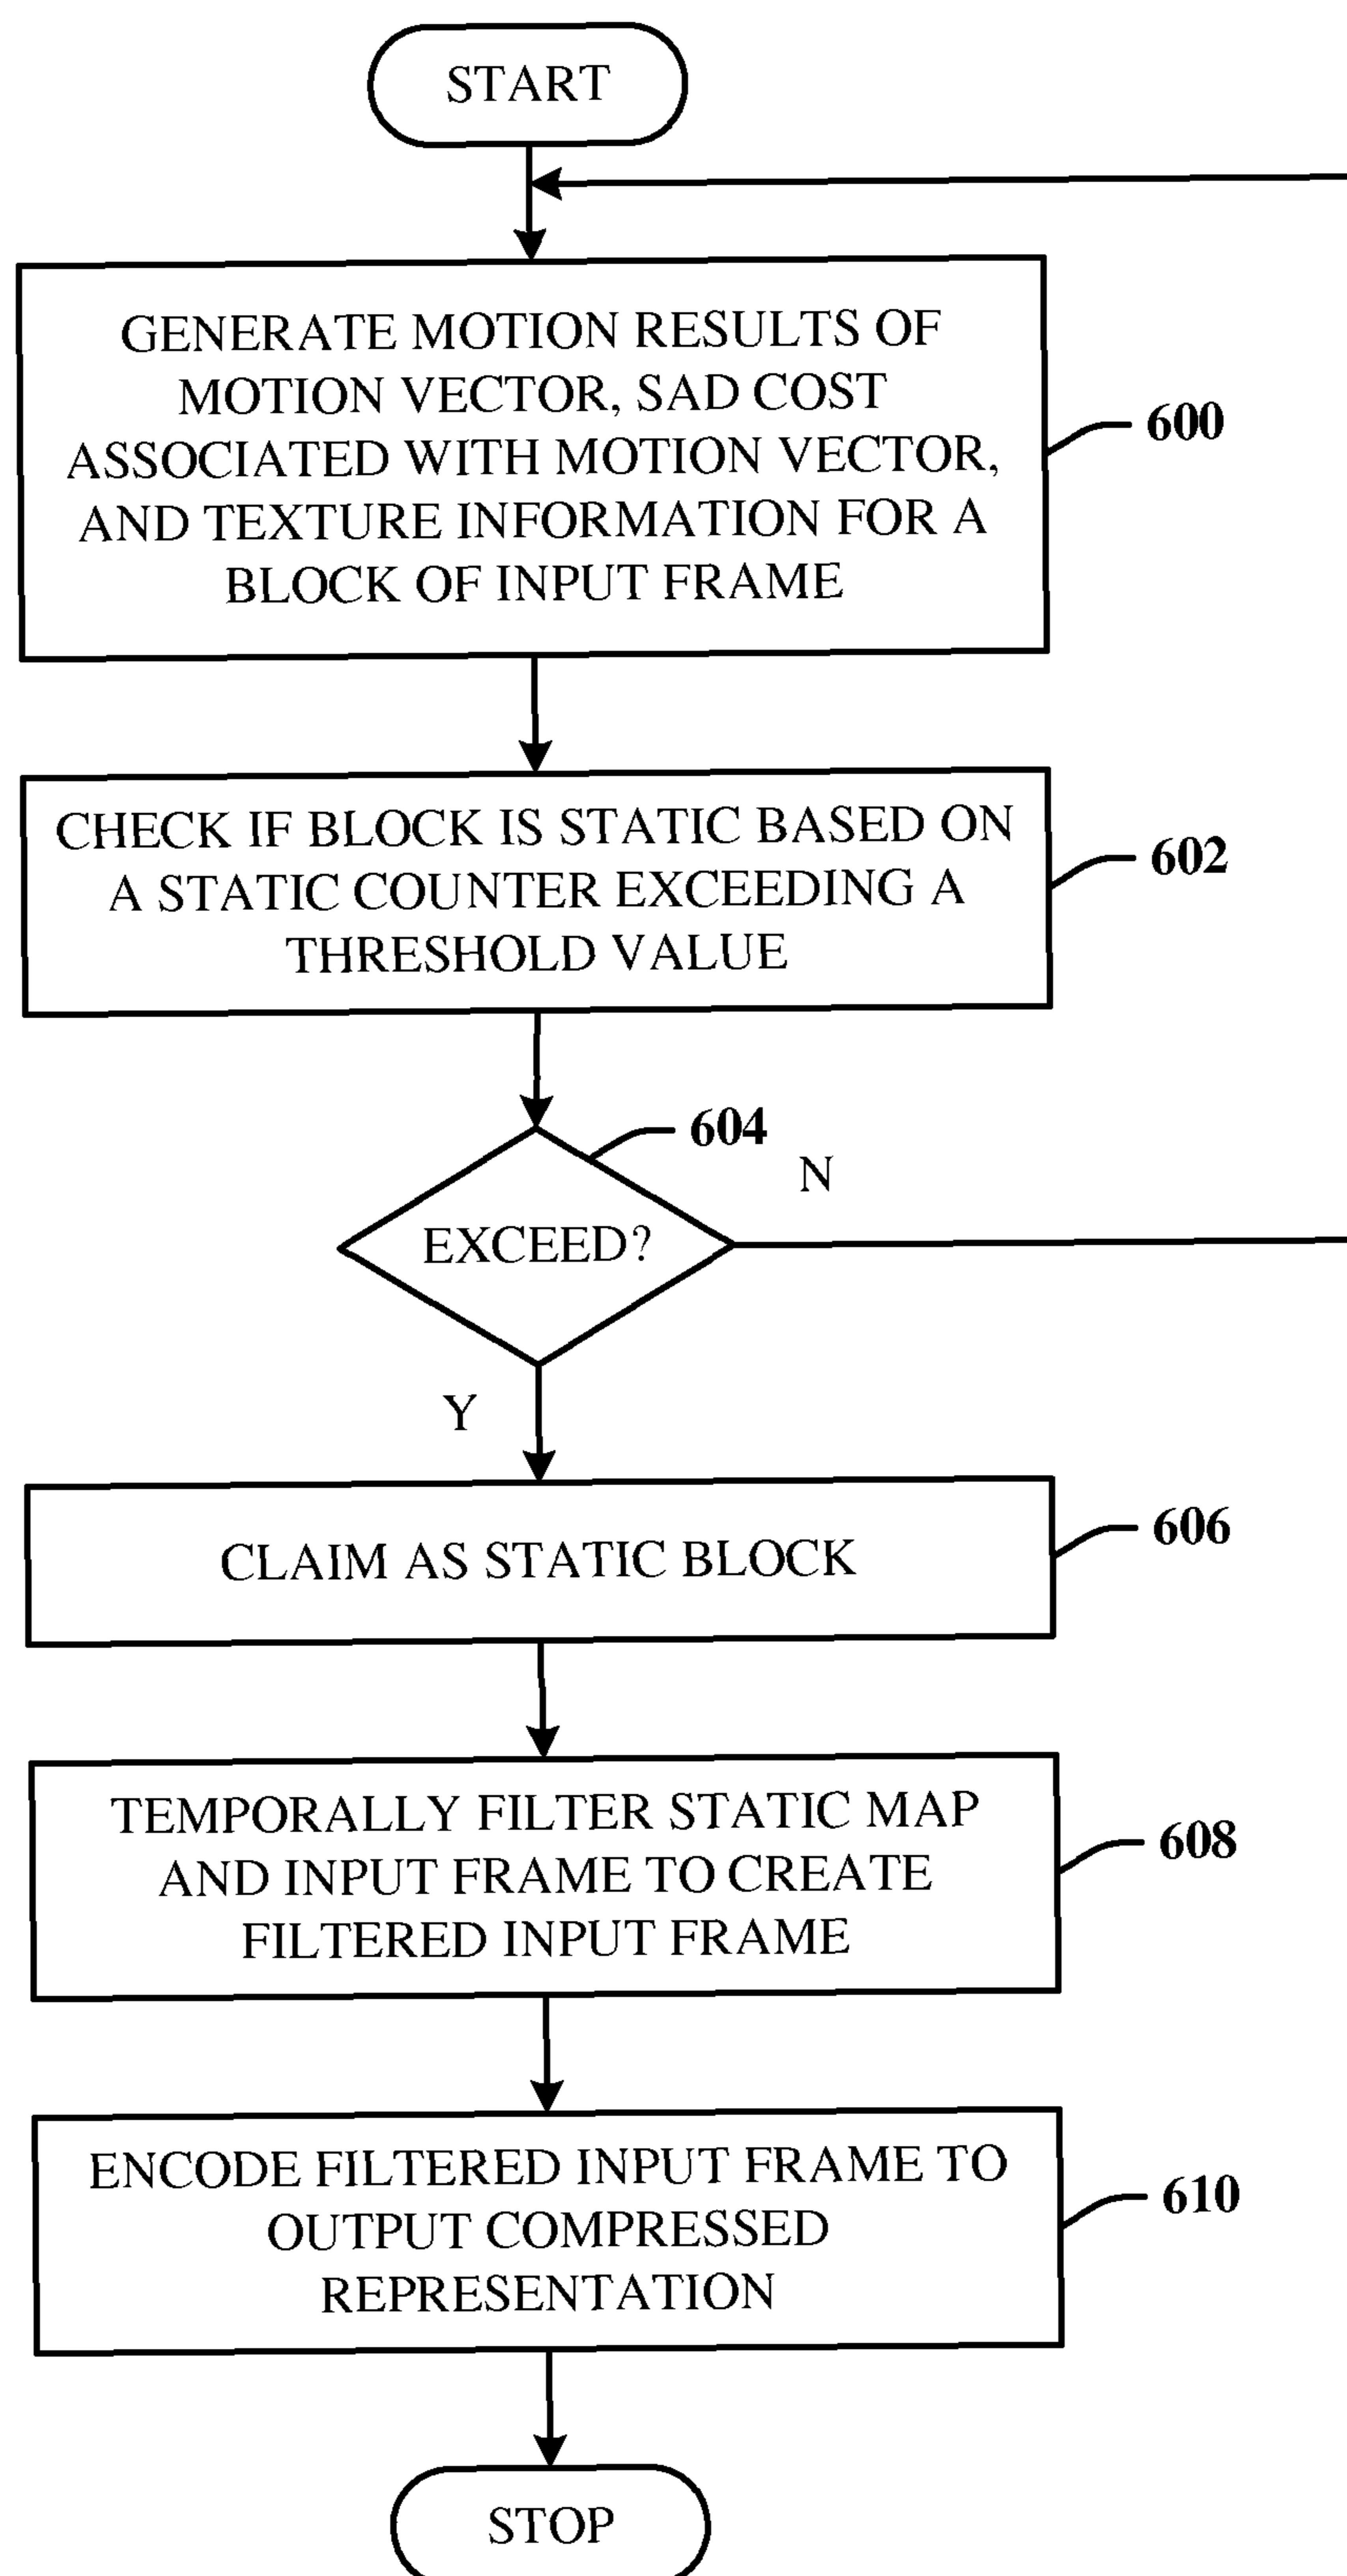 START
GENERATE MOTION RESULTS OF
MOTION VECTOR, SAD COST
ASSOCIATED WITH MOTION VECTOR,
AND TEXTURE INFORMATION FOR A
BLOCK OF INPUT FRAME
600
CHECK IF BLOCK IS STATIC BASED ON
A STATIC COUNTER EXCEEDING A
THRESHOLD VALUE
602
604
N
EXCEED?
Y
CLAIM AS STATIC BLOCK
606
TEMPORALLY FILTER STATIC MAP
AND INPUT FRAME TO CREATE
FILTERED INPUT FRAME
608
ENCODE FILTERED INPUT FRAME TO
OUTPUT COMPRESSED
REPRESENTATION
610
STOP